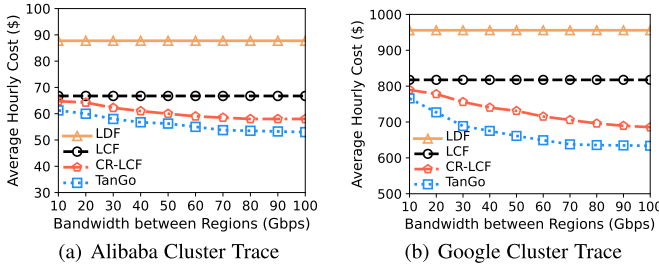 100
90
80
70
60
50
40
30
Average Hourly Cost ($)
LDF
LCF
CR-LCF
TanGo
10 20 30 40 50 60 70 80 90 100
Bandwidth between Regions (Gbps)
(a) Alibaba Cluster Trace
1000
900
800
700
600
500
Average Hourly Cost ($)
LDF
LCF
CR-LCF
TanGo
10 20 30 40 50 60 70 80 90 100
Bandwidth between Regions (Gbps)
(b) Google Cluster Trace